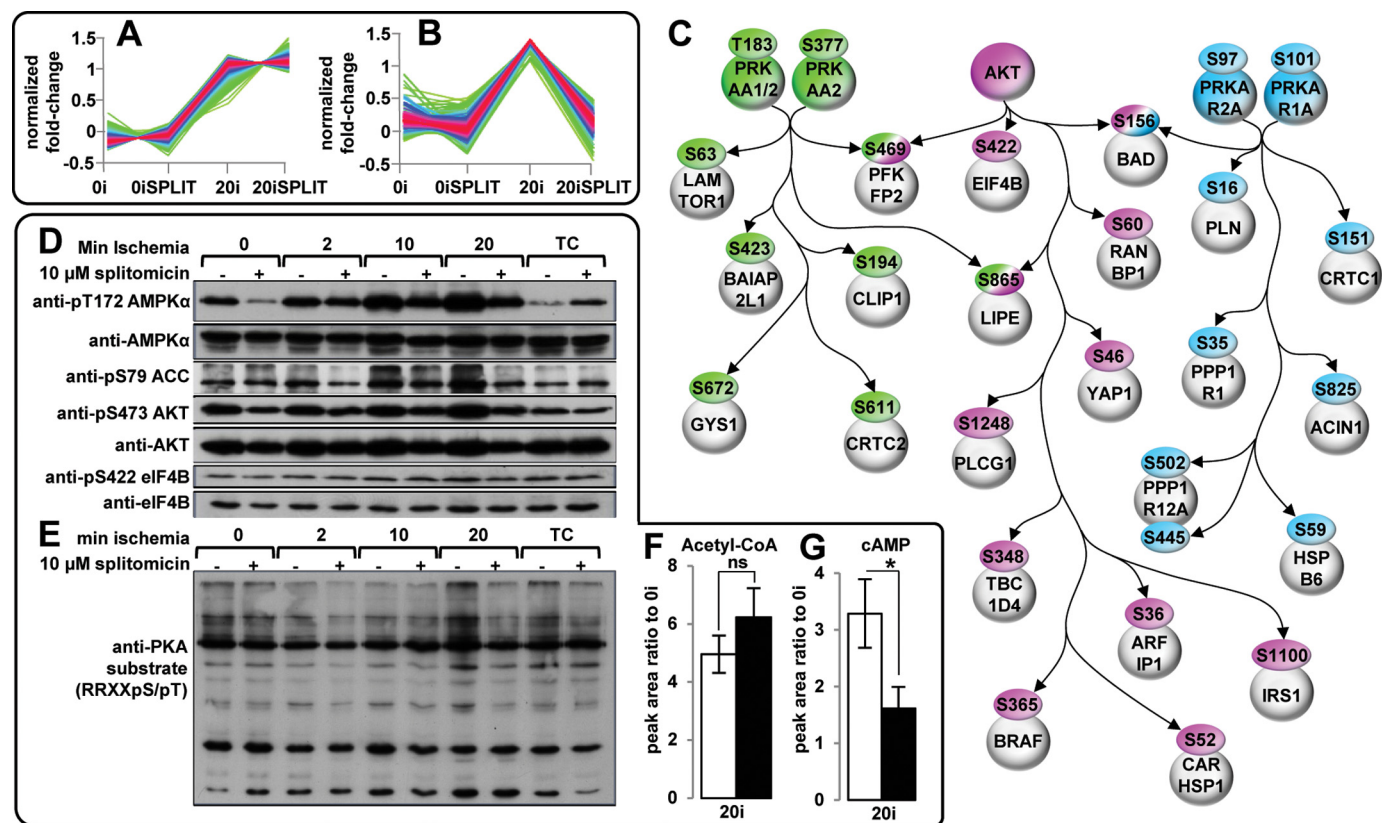 A
normalized
fold-change
1.5
1.0
0.5
0
-0.5
0i 0iSPLIT 20i 20iSPLIT
B
normalized
fold-change
1.5
1.0
0.5
0
-0.5
0i 0iSPLIT 20i 20iSPLIT
C
T183
PRK
AA1/2
S377
PRK
AA2
AKT
S97
PRKA
R2A
S101
PRKA
R1A
S63
LAM
TOR1
S469
PFK
FP2
S422
EIF4B
S156
BAD
S16
PLN
S151
CRTC1
S423
BAIAP
2L1
S194
CLIP1
S865
LIPE
S60
RAN
BP1
S672
GYS1
S611
CRTC2
S46
YAP1
S35
PPP1
R1
S825
ACIN1
S1248
PLCG1
S502
PPP1
R12A
S445
S59
HSP
B6
S348
TBC
1D4
S36
ARF
IP1
S1100
IRS1
S365
BRAF
S52
CAR
HSP1
D
Min Ischemia 0 2 10 20 TC
10 µM splitomicin - + - + - + - + - +
anti-pT172 AMPKα
anti-AMPKα
anti-pS79 ACC
anti-pS473 AKT
anti-AKT
anti-pS422 eIF4B
anti-eIF4B
E
min ischemia 0 2 10 20 TC
10 µM splitomicin - + - + - + - + - +
anti-PKA
substrate
(RRXXpS/pT)
F
Acetyl-CoA
ns
peak area ratio to 0i
8
6
4
2
0
20i
G
cAMP
*
peak area ratio to 0i
4
3
2
1
0
20i